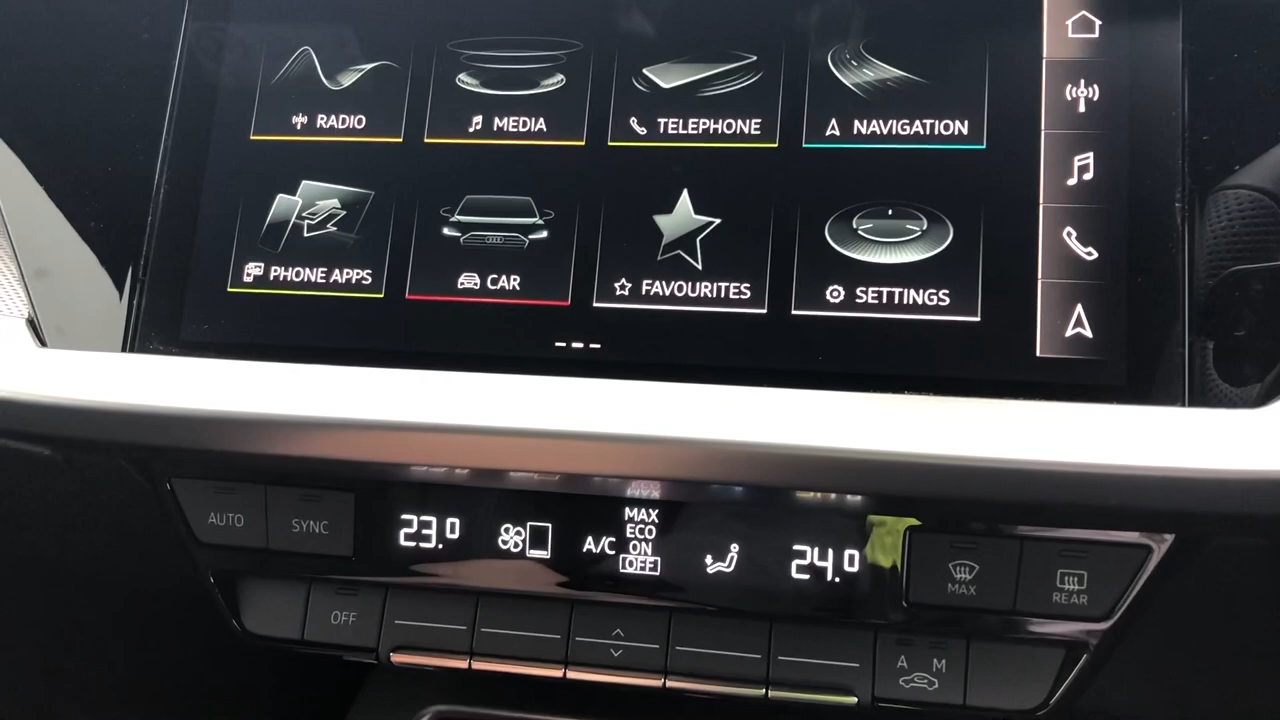 RADIO
MEDIA
TELEPHONE
NAVIGATION
PHONE APPS
CAR
FAVOURITES
SETTINGS
AUTO
SYNC
23.0
A/C
MAX
ECO
ON
OFF
24.0
MAX
REAR
OFF
A M